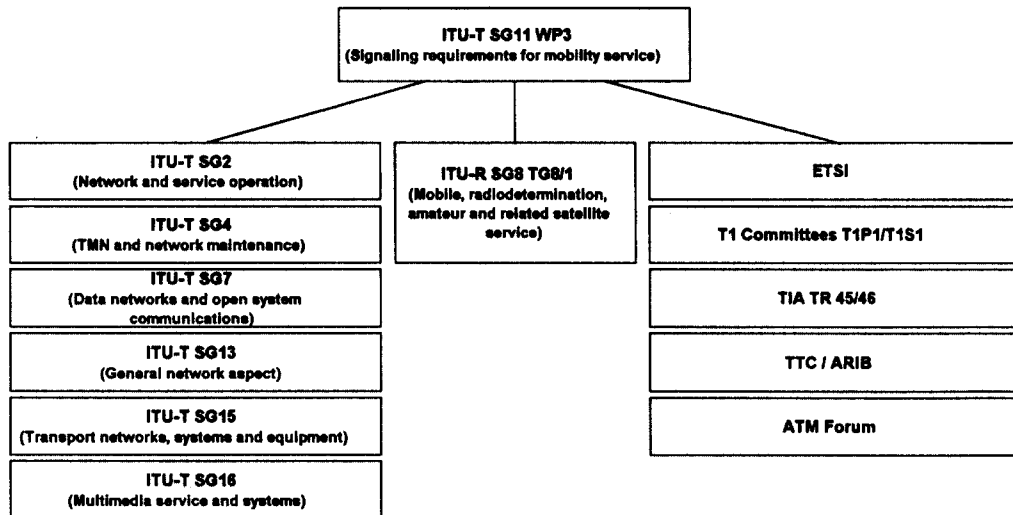 ITU-T SG11 WP3
(Signaling requirements for mobility service)
ITU-T SG2
(Network and service operation)
ITU-T SG4
(TMN and network maintenance)
ITU-T SG7
(Data networks and open system
communications)
ITU-T SG13
(General network aspect)
ITU-T SG15
(Transport networks, systems and equipment)
ITU-T SG16
(Multimedia service and systems)
ITU-R SG8 TG8/1
(Mobile, radiodetermination,
amateur and related satellite
service)
ETSI
T1 Committees T1P1/T1S1
TIA TR 45/46
TTC / ARIB
ATM Forum